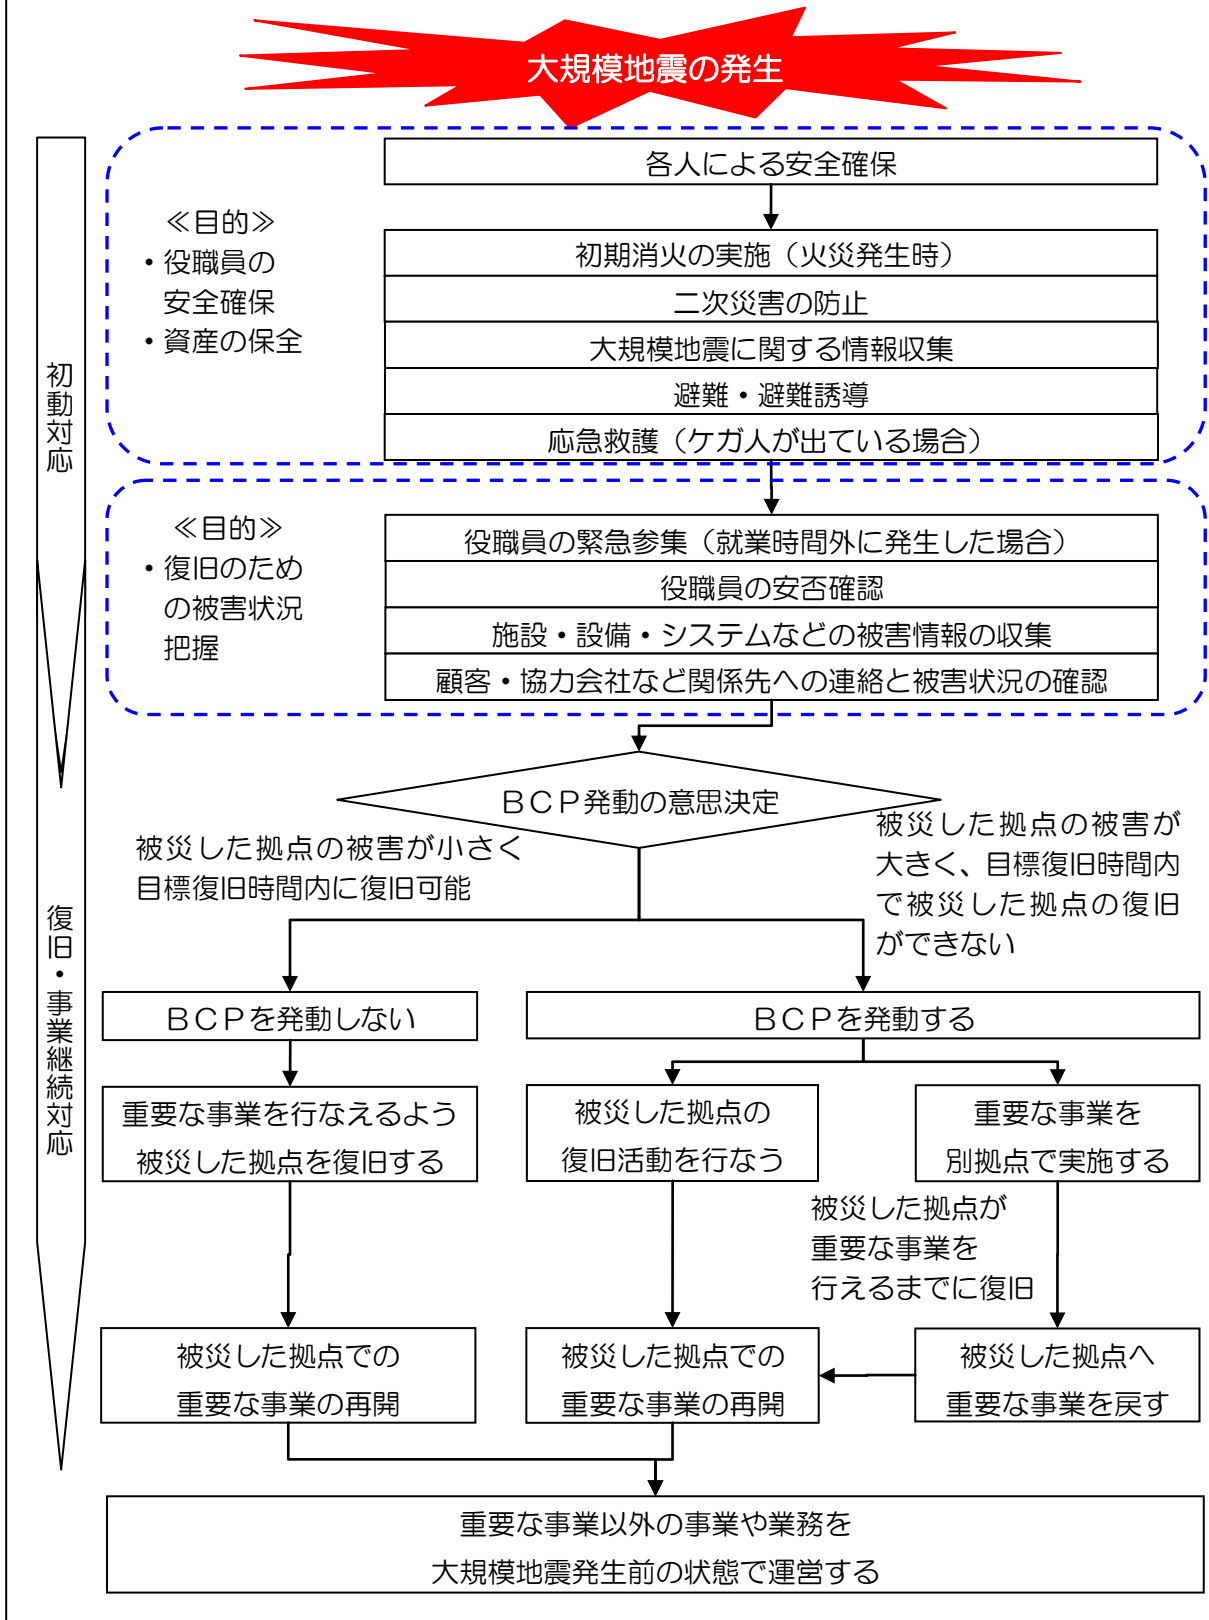 大規模地震の発生
各人による安全確保
≪目的≫
・役職員の
安全確保
・資産の保全
初期消火の実施（火災発生時）
二次災害の防止
大規模地震に関する情報収集
避難・避難誘導
応急救護（ケガ人が出ている場合）
初動対応
≪目的≫
・復旧のため
の被害状況
把握
役職員の緊急参集（就業時間外に発生した場合）
役職員の安否確認
施設・設備・システムなどの被害情報の収集
顧客・協力会社など関係先への連絡と被害状況の確認
ＢＣＰ発動の意思決定
被災した拠点の被害が小さく
目標復旧時間内に復旧可能
被災した拠点の被害が
大きく、目標復旧時間内
で被災した拠点の復旧
ができない
復旧・事業継続対応
ＢＣＰを発動しない
ＢＣＰを発動する
重要な事業を行なえるよう
被災した拠点を復旧する
被災した拠点の
復旧活動を行なう
重要な事業を
別拠点で実施する
被災した拠点が
重要な事業を
行えるまでに復旧
被災した拠点での
重要な事業の再開
被災した拠点での
重要な事業の再開
被災した拠点へ
重要な事業を戻す
重要な事業以外の事業や業務を
大規模地震発生前の状態で運営する